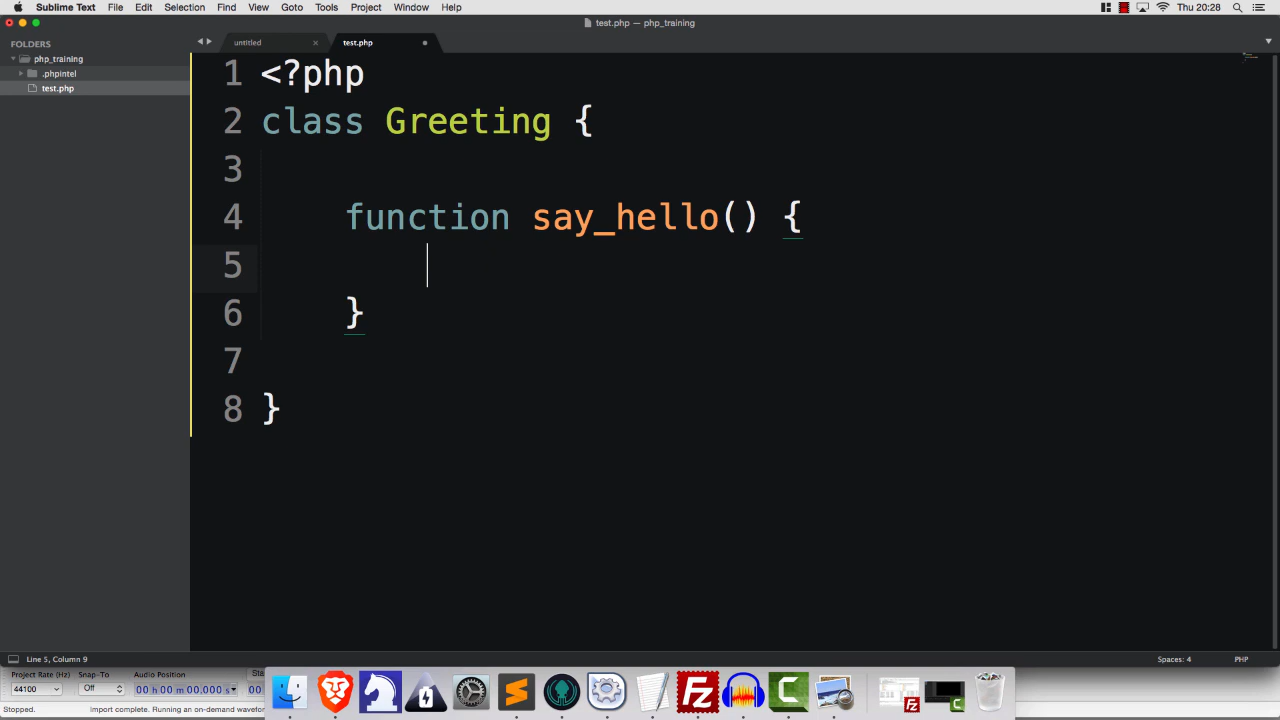 Sublime Text File Edit Selection Find View Goto Tools Project Window Help Thu 20:28
test.php — php_training
FOLDERS
php_training
.phpintel
test.php
untitled × test.php
1 <?php
2 class Greeting {
3
4 function say_hello() {
5
6 }
7
8 }
Line 5, Column 9 Spaces: 4 PHP
Project Rate (Hz) Snap-To Audio Position
44100 Off 00 h 00 m 00.000 s 00
Stopped. Import complete. Running an on-demand wavefor
Fz
C